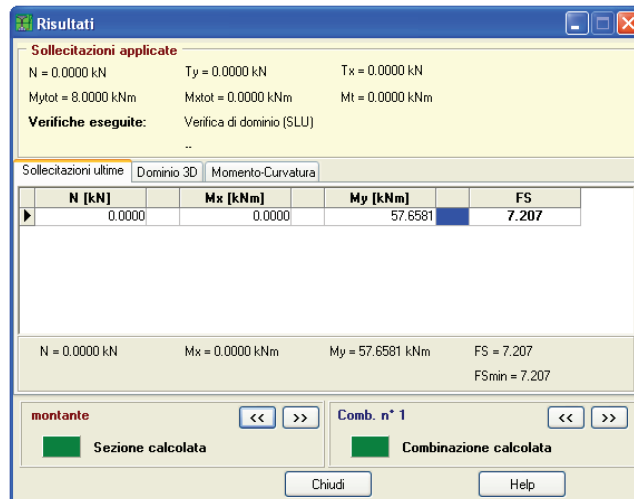 Risultati
Sollecitazioni applicate
N = 0.0000 kN Ty = 0.0000 kN Tx = 0.0000 kN
Mytot = 8.0000 kNm Mxtot = 0.0000 kNm Mt = 0.0000 kNm
Verifiche eseguite: Verifica di dominio (SLU)
..
Sollecitazioni ultime Dominio 3D Momento-Curvatura
N [kN] Mx [kNm] My [kNm] FS
0.0000 0.0000 57.6581 7.207
N = 0.0000 kN Mx = 0.0000 kNm My = 57.6581 kNm FS = 7.207
FSmin = 7.207
montante << >> Comb. n° 1 << >>
Sezione calcolata Combinazione calcolata
Chiudi Help